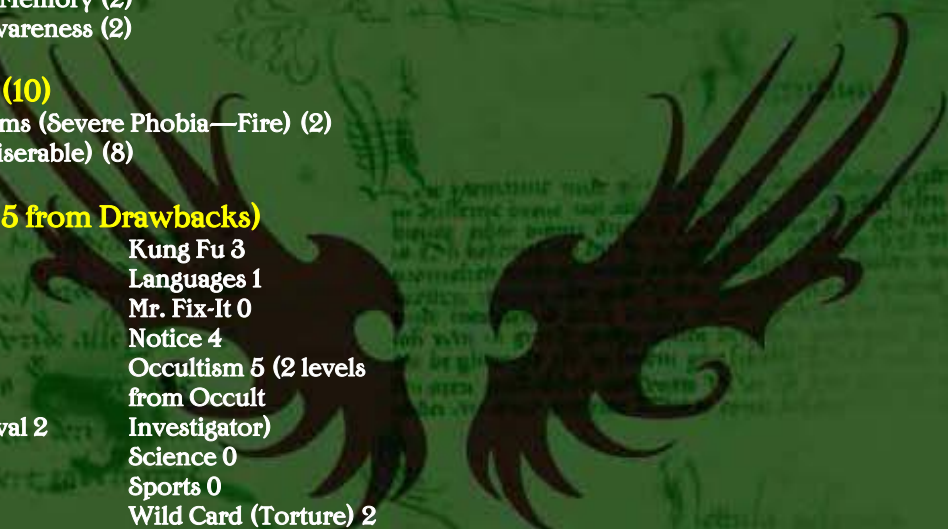 Memory (2)
wareness (2)
(10)
ms (Severe Phobia—Fire) (2)
iserable) (8)
5 from Drawbacks)
Kung Fu 3
Languages 1
Mr. Fix-It 0
Notice 4
Occultism 5 (2 levels
from Occult
val 2 Investigator)
Science 0
Sports 0
Wild Card (Torture) 2